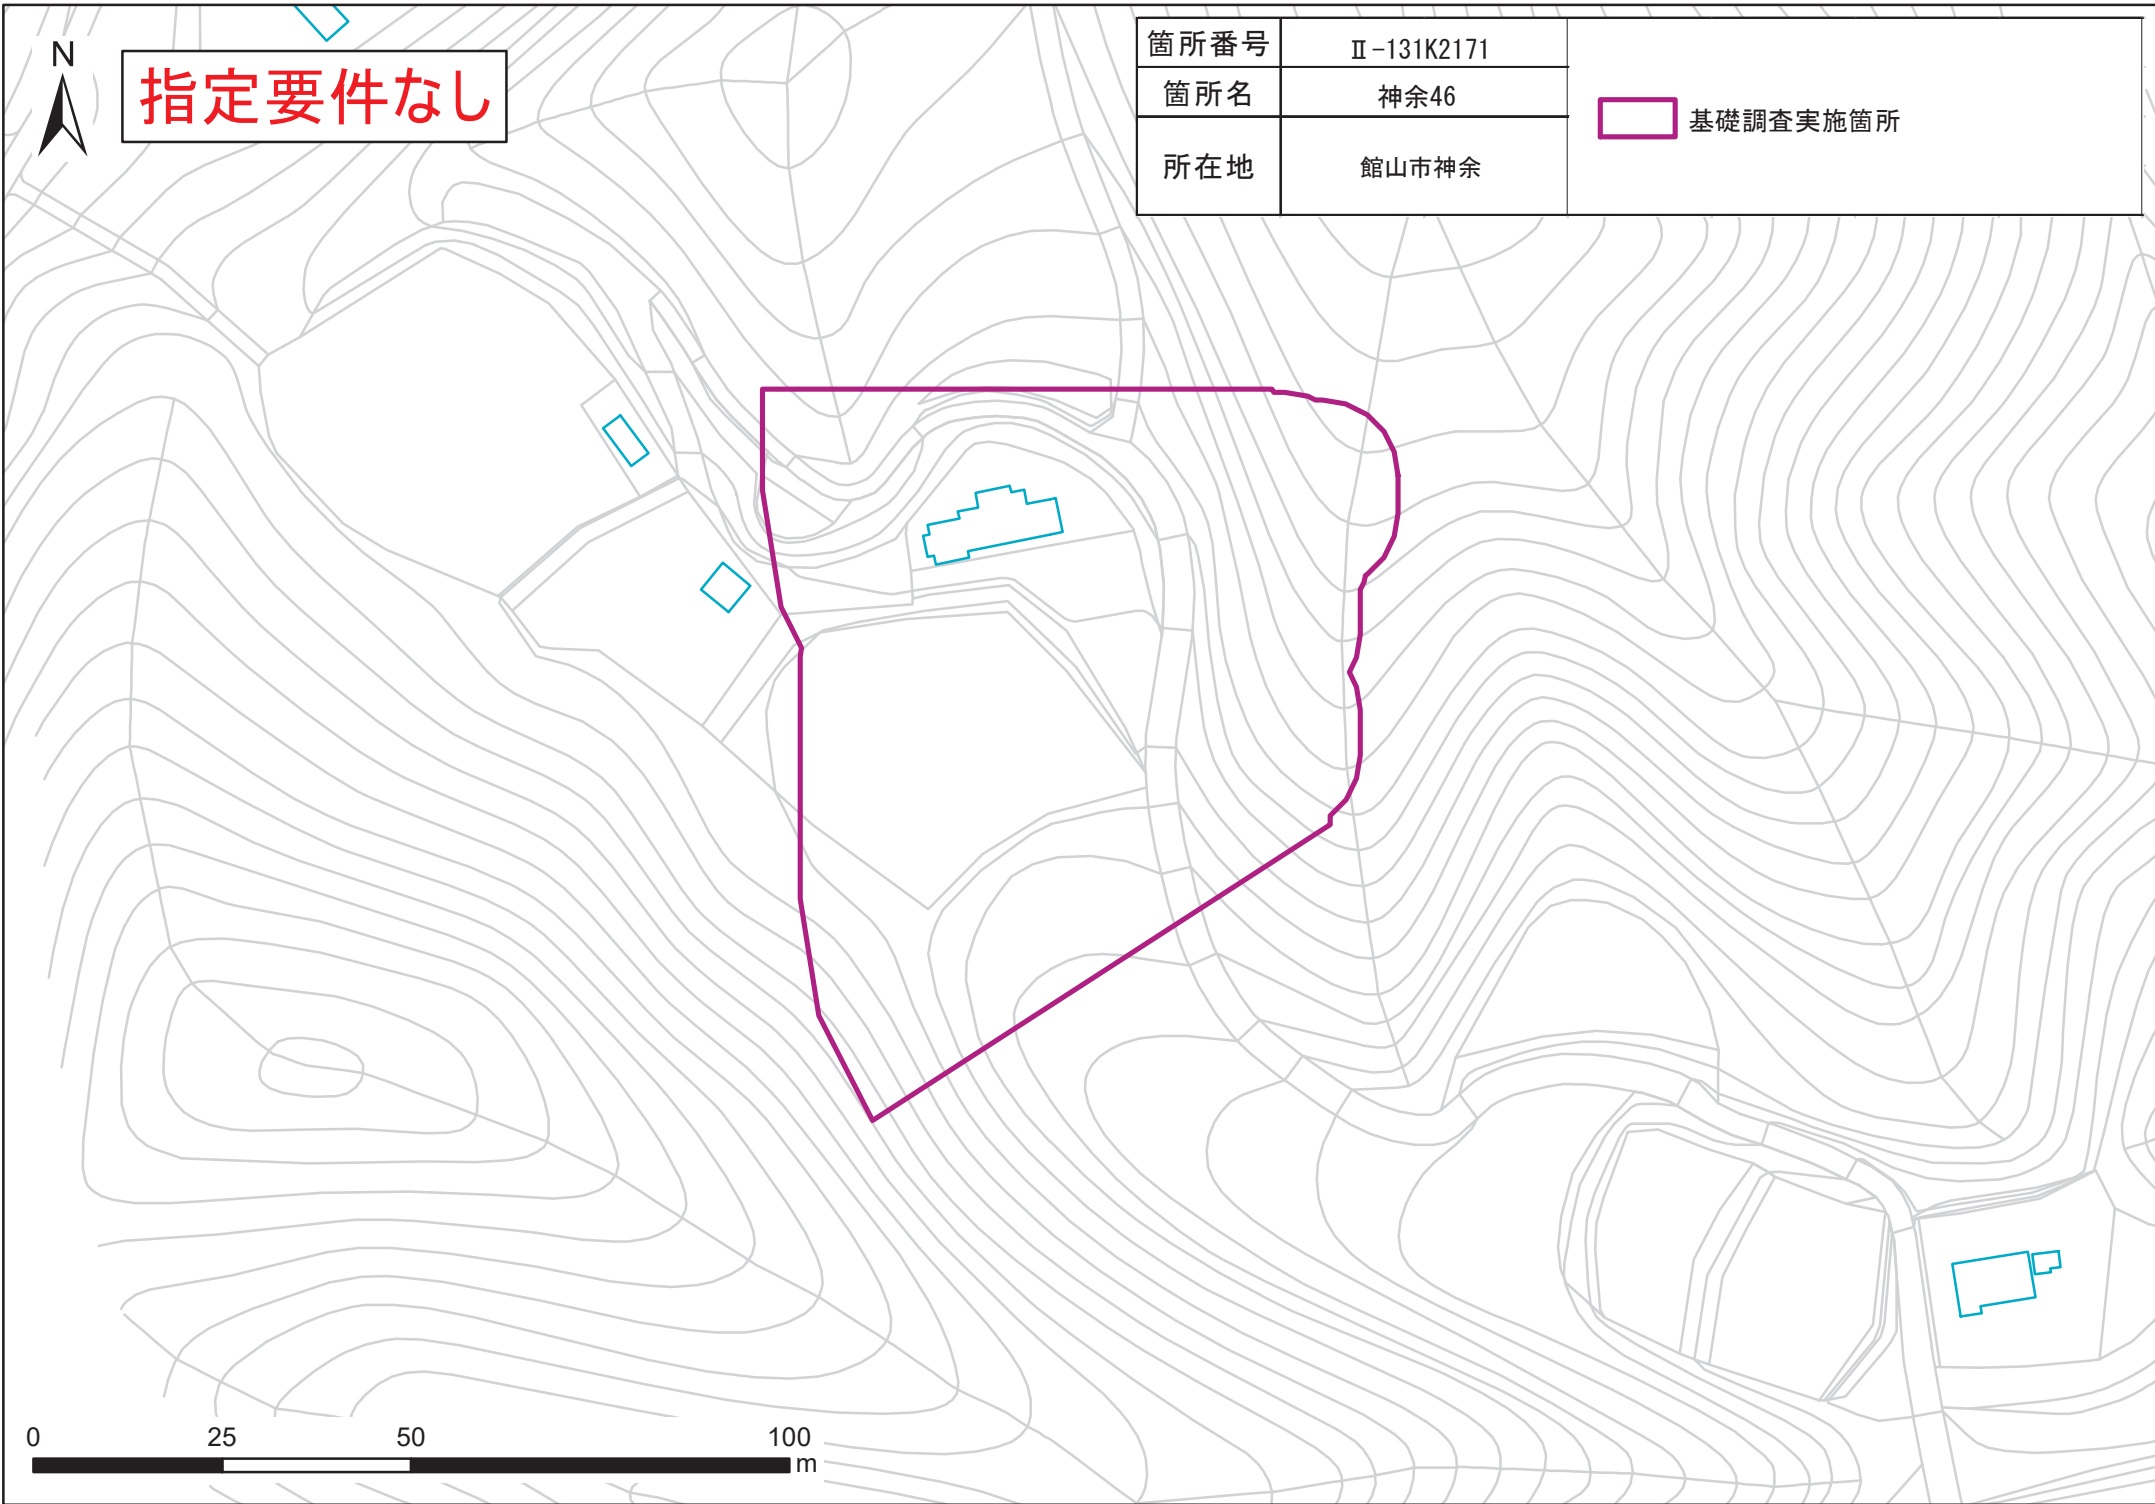 N
指定要件なし
箇所番号 Ⅱ-131K2171
箇所名 神余46
所在地 館山市神余
基礎調査実施箇所
0 25 50 100
m